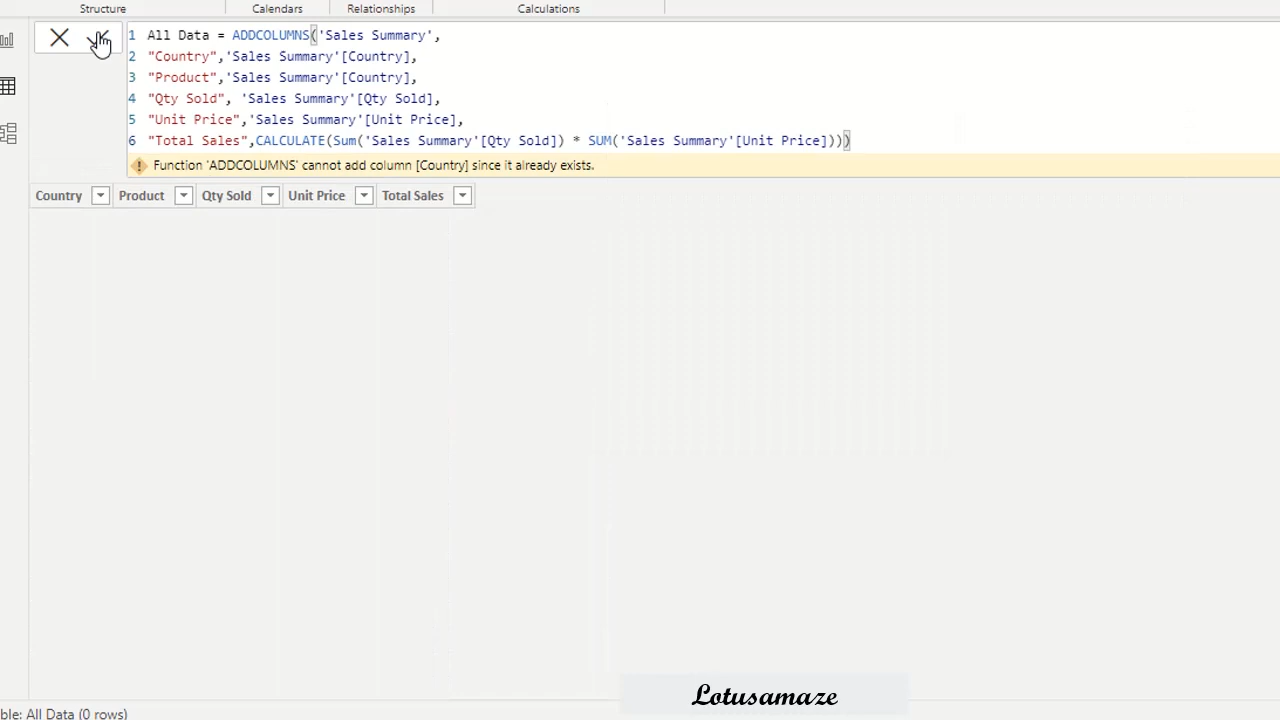 Structure
Calendars
Relationships
Calculations
1 All Data = ADDCOLUMNS('Sales Summary',
2 "Country",'Sales Summary'[Country],
3 "Product",'Sales Summary'[Country],
4 "Qty Sold", 'Sales Summary'[Qty Sold],
5 "Unit Price",'Sales Summary'[Unit Price],
6 "Total Sales",CALCULATE(Sum('Sales Summary'[Qty Sold]) * SUM('Sales Summary'[Unit Price])))
Function 'ADDCOLUMNS' cannot add column [Country] since it already exists.
Country Product Qty Sold Unit Price Total Sales
Lotusamaze
ble: All Data (0 rows)